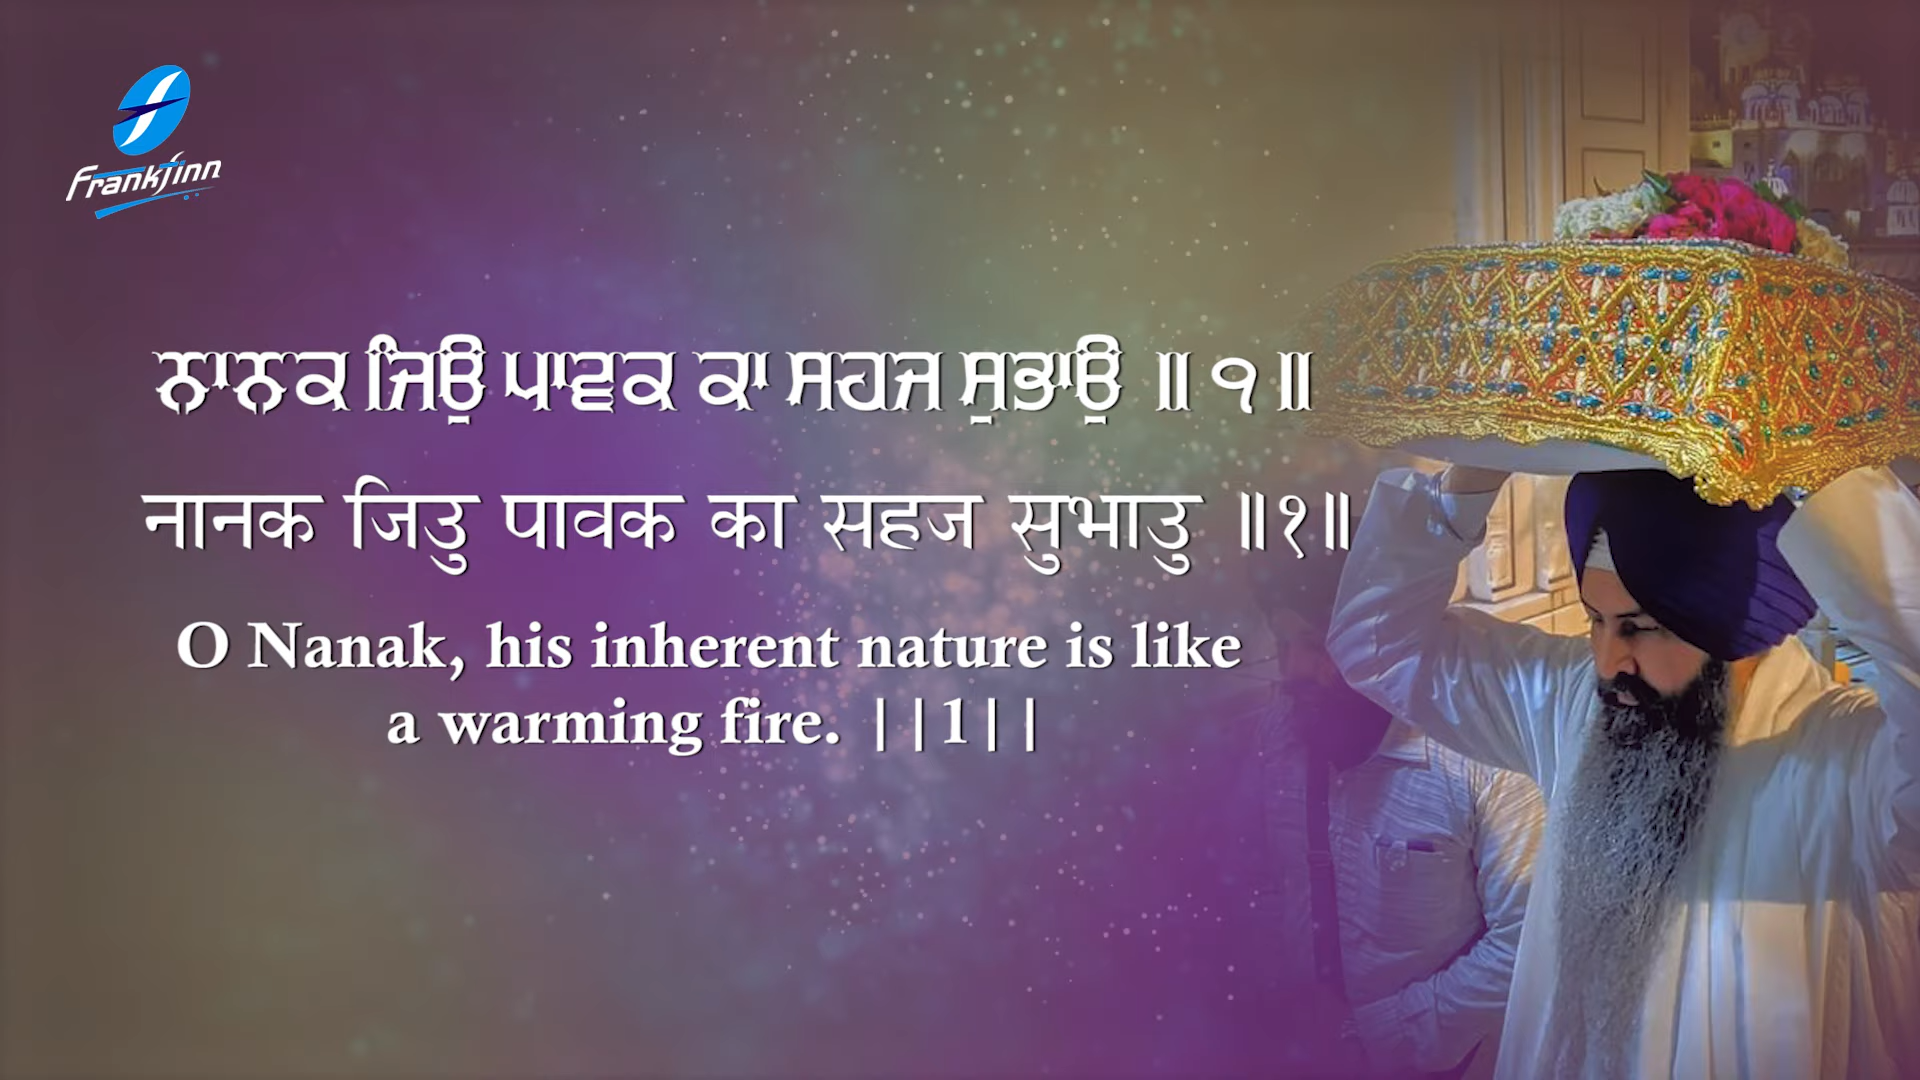 Frankfinn
ਨਾਨਕ ਜਿਉ ਪਾਵਕ ਕਾ ਸਹਜ ਸੁਭਾਉ ॥੧॥
नानक जिउ पावक का सहज सुभाउ ॥१॥
O Nanak, his inherent nature is like
a warming fire. ||1||